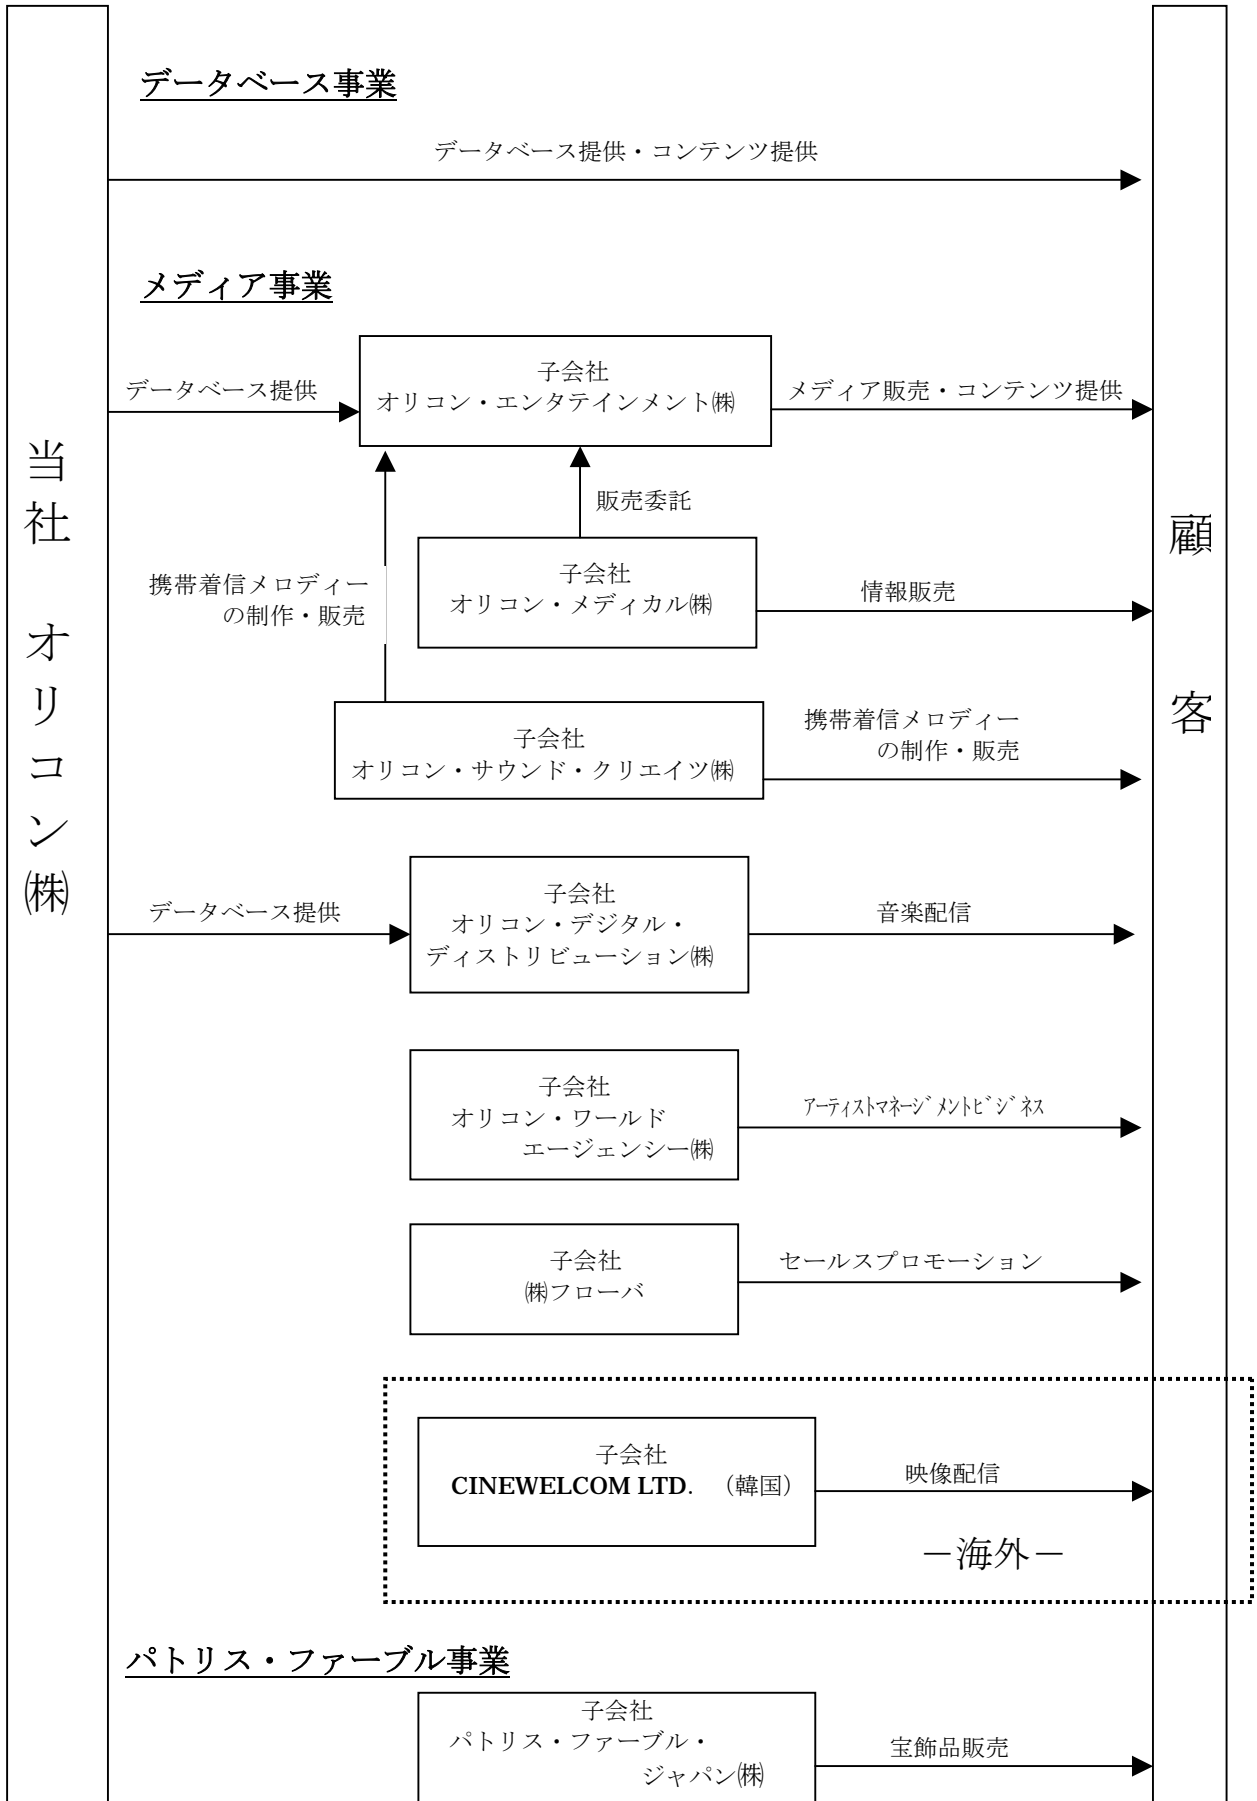 データベース事業
データベース提供・コンテンツ提供
メディア事業
子会社
オリコン・エンタテインメント㈱
データベース提供
メディア販売・コンテンツ提供
当社 オリコン㈱
顧客
販売委託
携帯着信メロディー
の制作・販売
子会社
オリコン・メディカル㈱
情報販売
子会社
オリコン・サウンド・クリエイツ㈱
携帯着信メロディー
の制作・販売
データベース提供
子会社
オリコン・デジタル・
ディストリビューション㈱
音楽配信
子会社
オリコン・ワールド
エージェンシー㈱
ｱｰﾃｨｽﾄﾏﾈｰｼﾞﾒﾝﾄﾋﾞｼﾞﾈｽ
子会社
㈱フローバ
セールスプロモーション
子会社
CINEWELCOM LTD. （韓国）
映像配信
－海外－
パトリス・ファーブル事業
子会社
パトリス・ファーブル・
ジャパン㈱
宝飾品販売